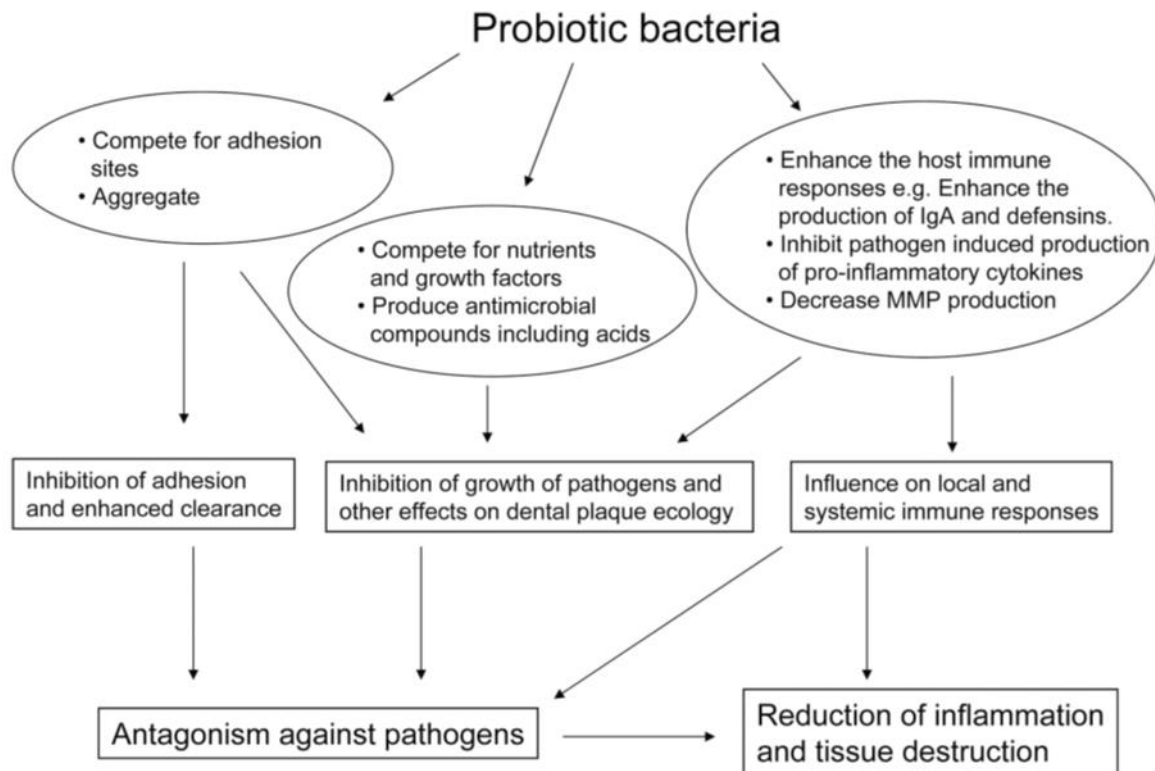 Probiotic bacteria
• Compete for adhesion
sites
• Aggregate
• Compete for nutrients
and growth factors
• Produce antimicrobial
compounds including acids
• Enhance the host immune
responses e.g. Enhance the
production of IgA and defensins.
• Inhibit pathogen induced production
of pro-inflammatory cytokines
• Decrease MMP production
Inhibition of adhesion
and enhanced clearance
Inhibition of growth of pathogens and
other effects on dental plaque ecology
Influence on local and
systemic immune responses
Antagonism against pathogens
Reduction of inflammation
and tissue destruction